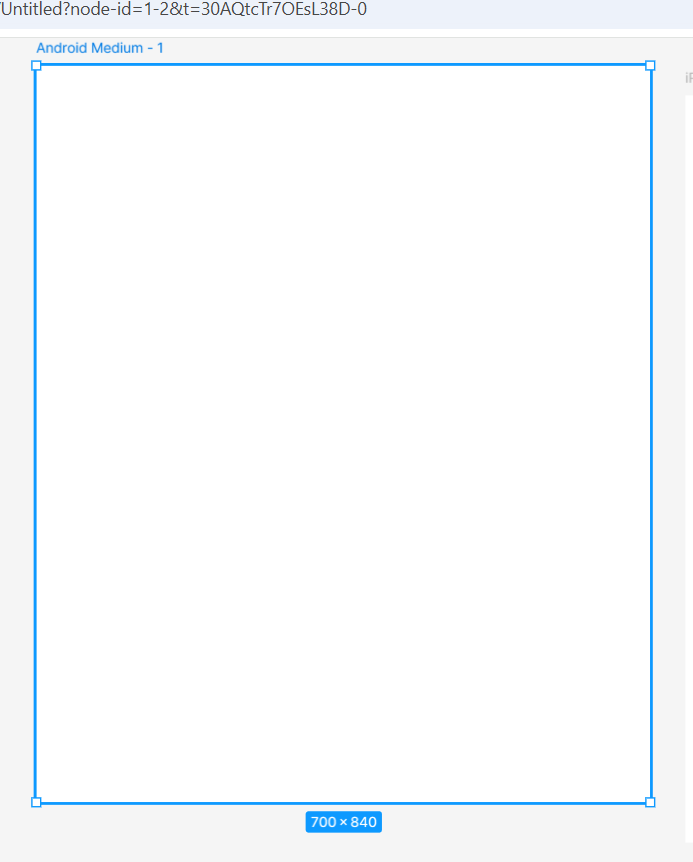 /Untitled?node-id=1-2&t=30AQtcTr7OEsL38D-0
Android Medium - 1
700 × 840